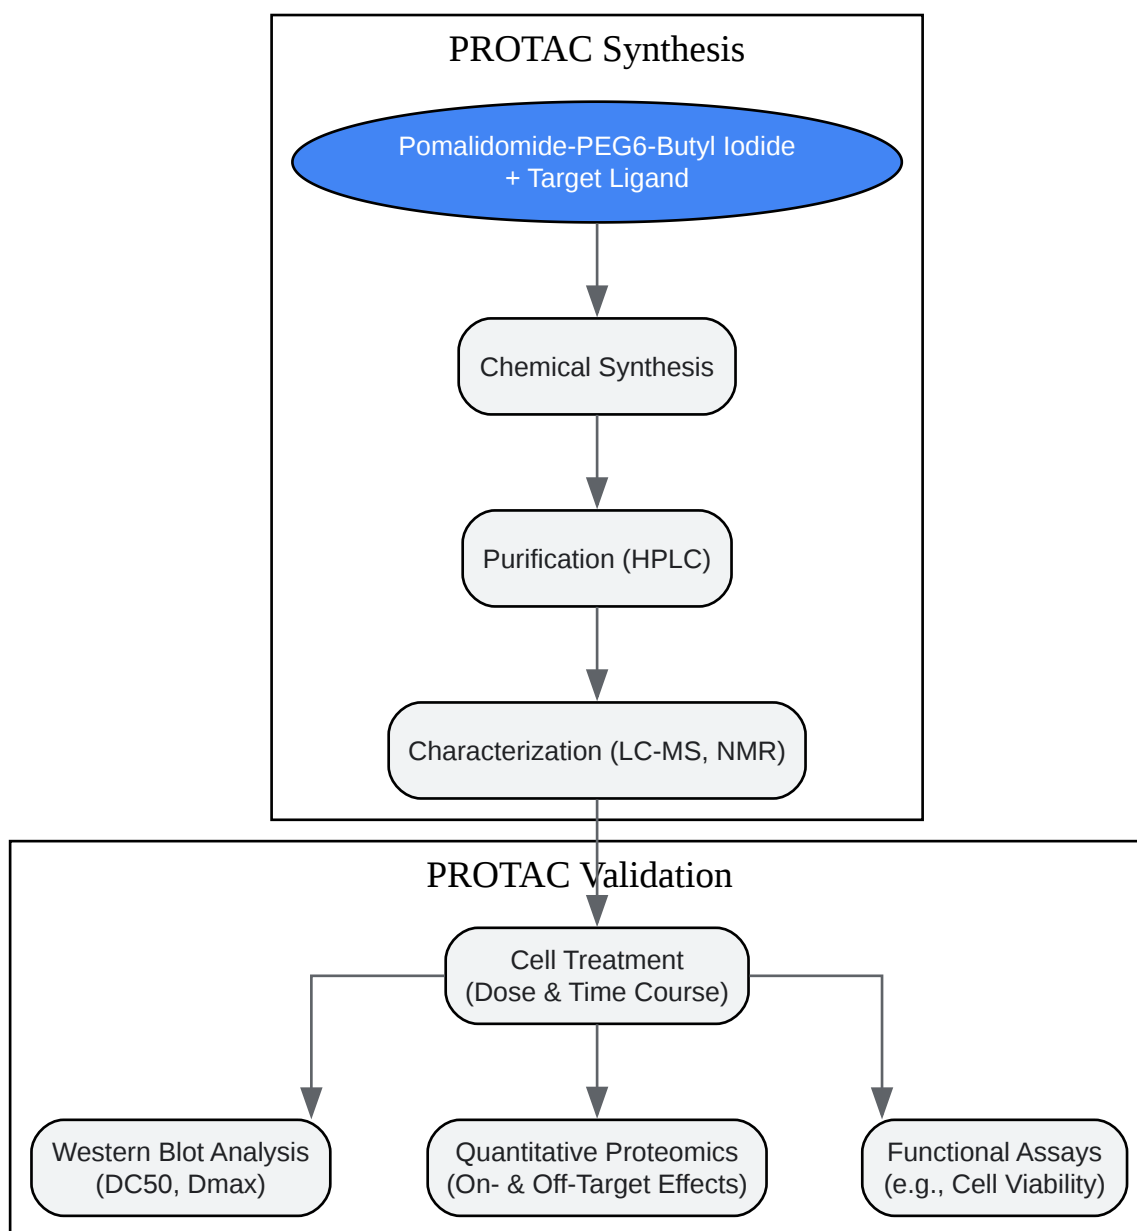 PROTAC Synthesis
Pomalidomide-PEG6-Butyl Iodide
+ Target Ligand
Chemical Synthesis
Purification (HPLC)
Characterization (LC-MS, NMR)
PROTAC Validation
Cell Treatment
(Dose & Time Course)
Western Blot Analysis
(DC50, Dmax)
Quantitative Proteomics
(On- & Off-Target Effects)
Functional Assays
(e.g., Cell Viability)